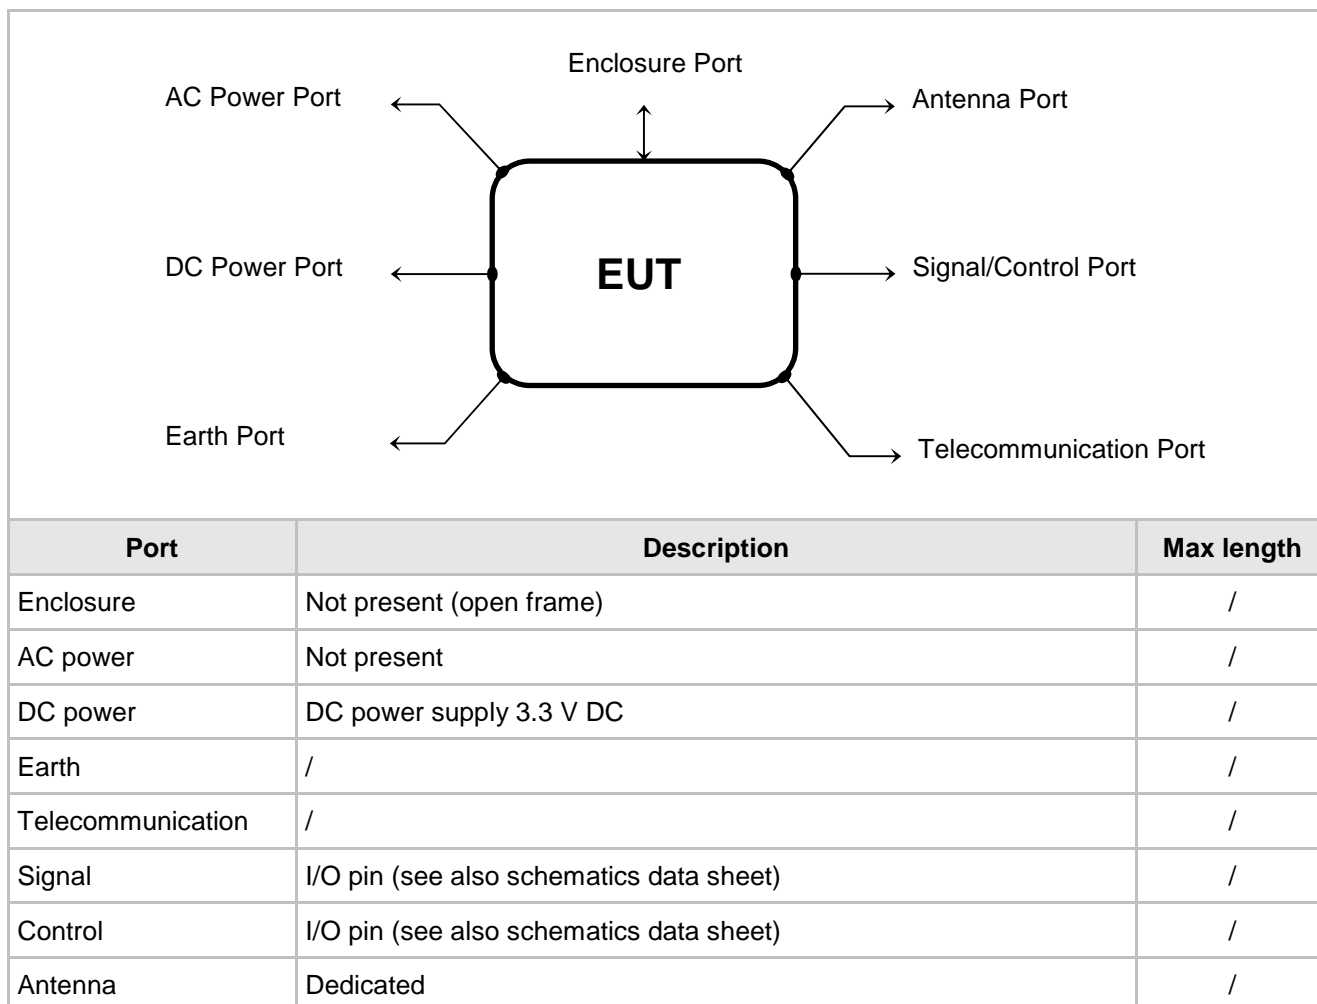 Enclosure Port
AC Power Port
Antenna Port
DC Power Port
EUT
Signal/Control Port
Earth Port
Telecommunication Port
Port Description Max length
Enclosure Not present (open frame) /
AC power Not present /
DC power DC power supply 3.3 V DC /
Earth / /
Telecommunication / /
Signal I/O pin (see also schematics data sheet) /
Control I/O pin (see also schematics data sheet) /
Antenna Dedicated /